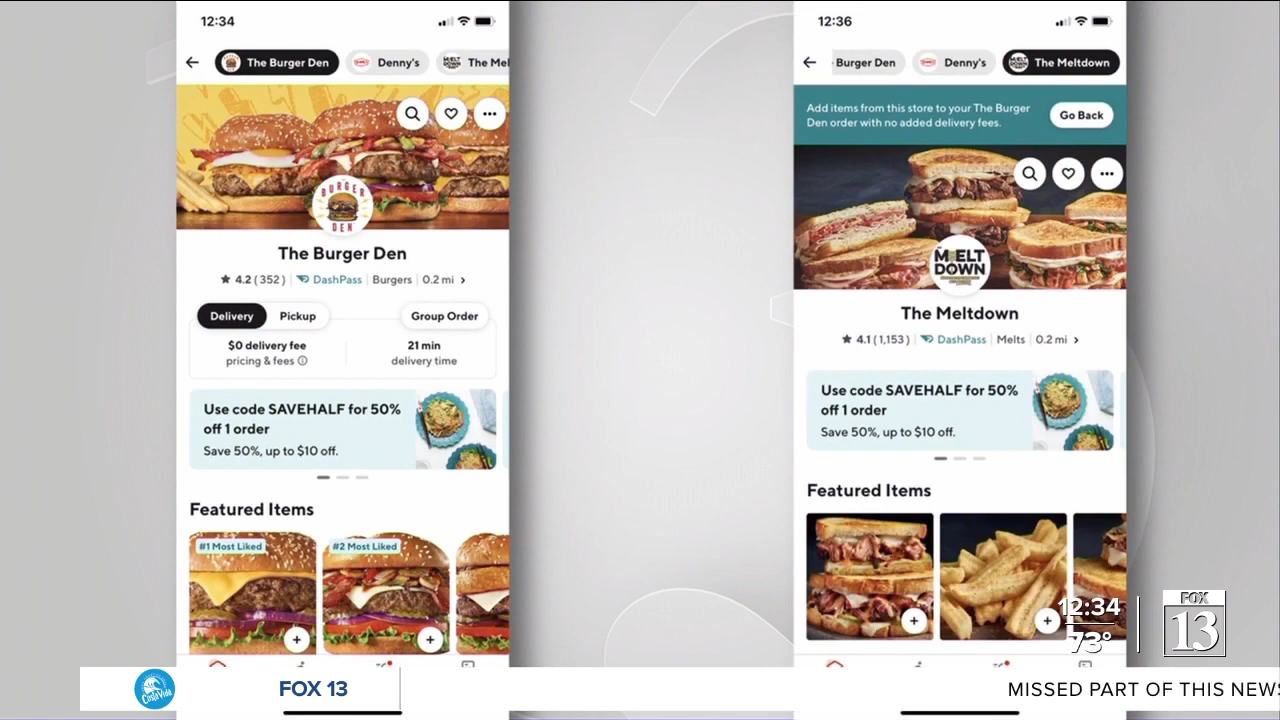 12:34
The Burger Den
Denny's
The Mel
BURGER
DEN
The Burger Den
4.2 (352)
DashPass
Burgers
0.2 mi
Delivery
Pickup
Group Order
$0 delivery fee
pricing & fees
21 min
delivery time
Use code SAVEHALF for 50%
off 1 order
Save 50%, up to $10 off.
Featured Items
#1 Most Liked
#2 Most Liked
12:36
Burger Den
Denny's
The Meltdown
Add items from this store to your The Burger
Den order with no added delivery fees.
Go Back
MELT
DOWN
The Meltdown
4.1 (1,153)
DashPass
Melts
0.2 mi
Use code SAVEHALF for 50%
off 1 order
Save 50%, up to $10 off.
Featured Items
12:34
73°
FOX
13
Costa Vida
FOX 13
MISSED PART OF THIS NEWS